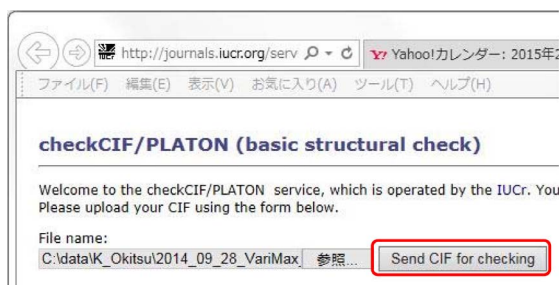 http://journals.iucr.org/serv
Yahoo!カレンダー: 2015年2
ファイル(F) 編集(E) 表示(V) お気に入り(A) ツール(T) ヘルプ(H)
checkCIF/PLATON (basic structural check)
Welcome to the checkCIF/PLATON service, which is operated by the IUCr. You
Please upload your CIF using the form below.
File name:
C:\data\K_Okitsu\2014_09_28_VariMax_ 参照... Send CIF for checking